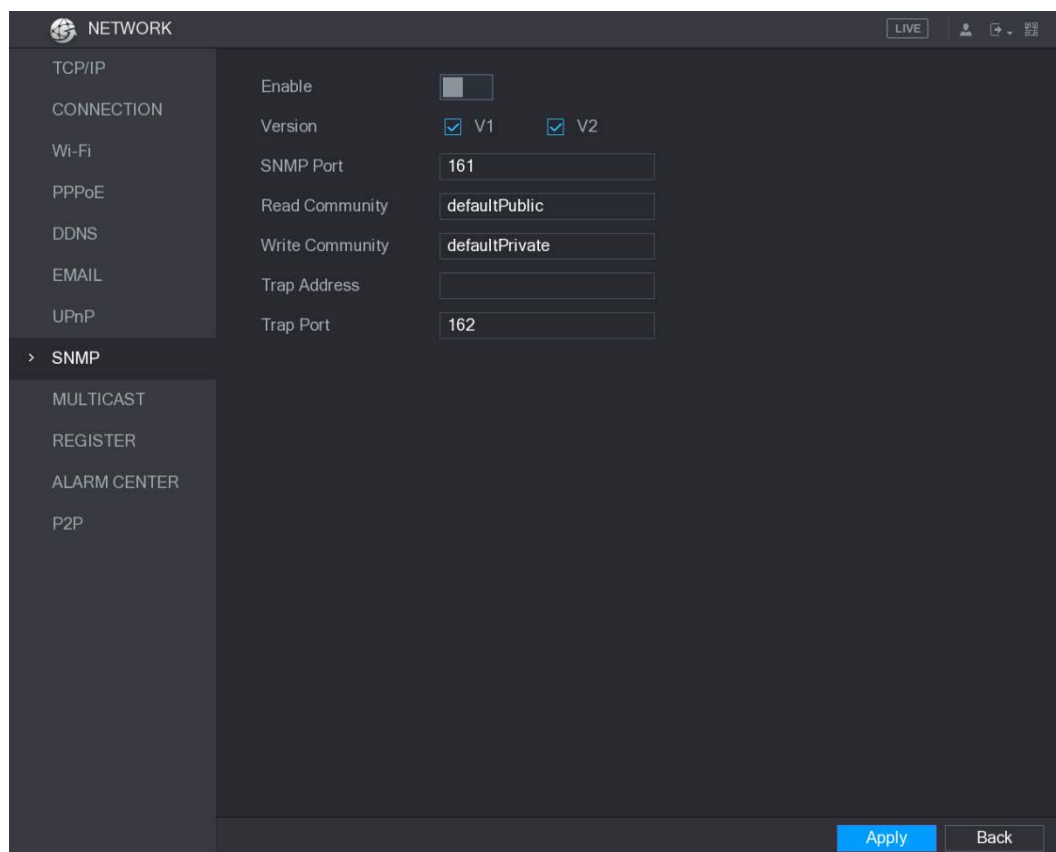 NETWORK
LIVE
TCP/IP
CONNECTION
Wi-Fi
PPPoE
DDNS
EMAIL
UPnP
SNMP
MULTICAST
REGISTER
ALARM CENTER
P2P
Enable
Version V1 V2
SNMP Port 161
Read Community defaultPublic
Write Community defaultPrivate
Trap Address
Trap Port 162
Apply Back